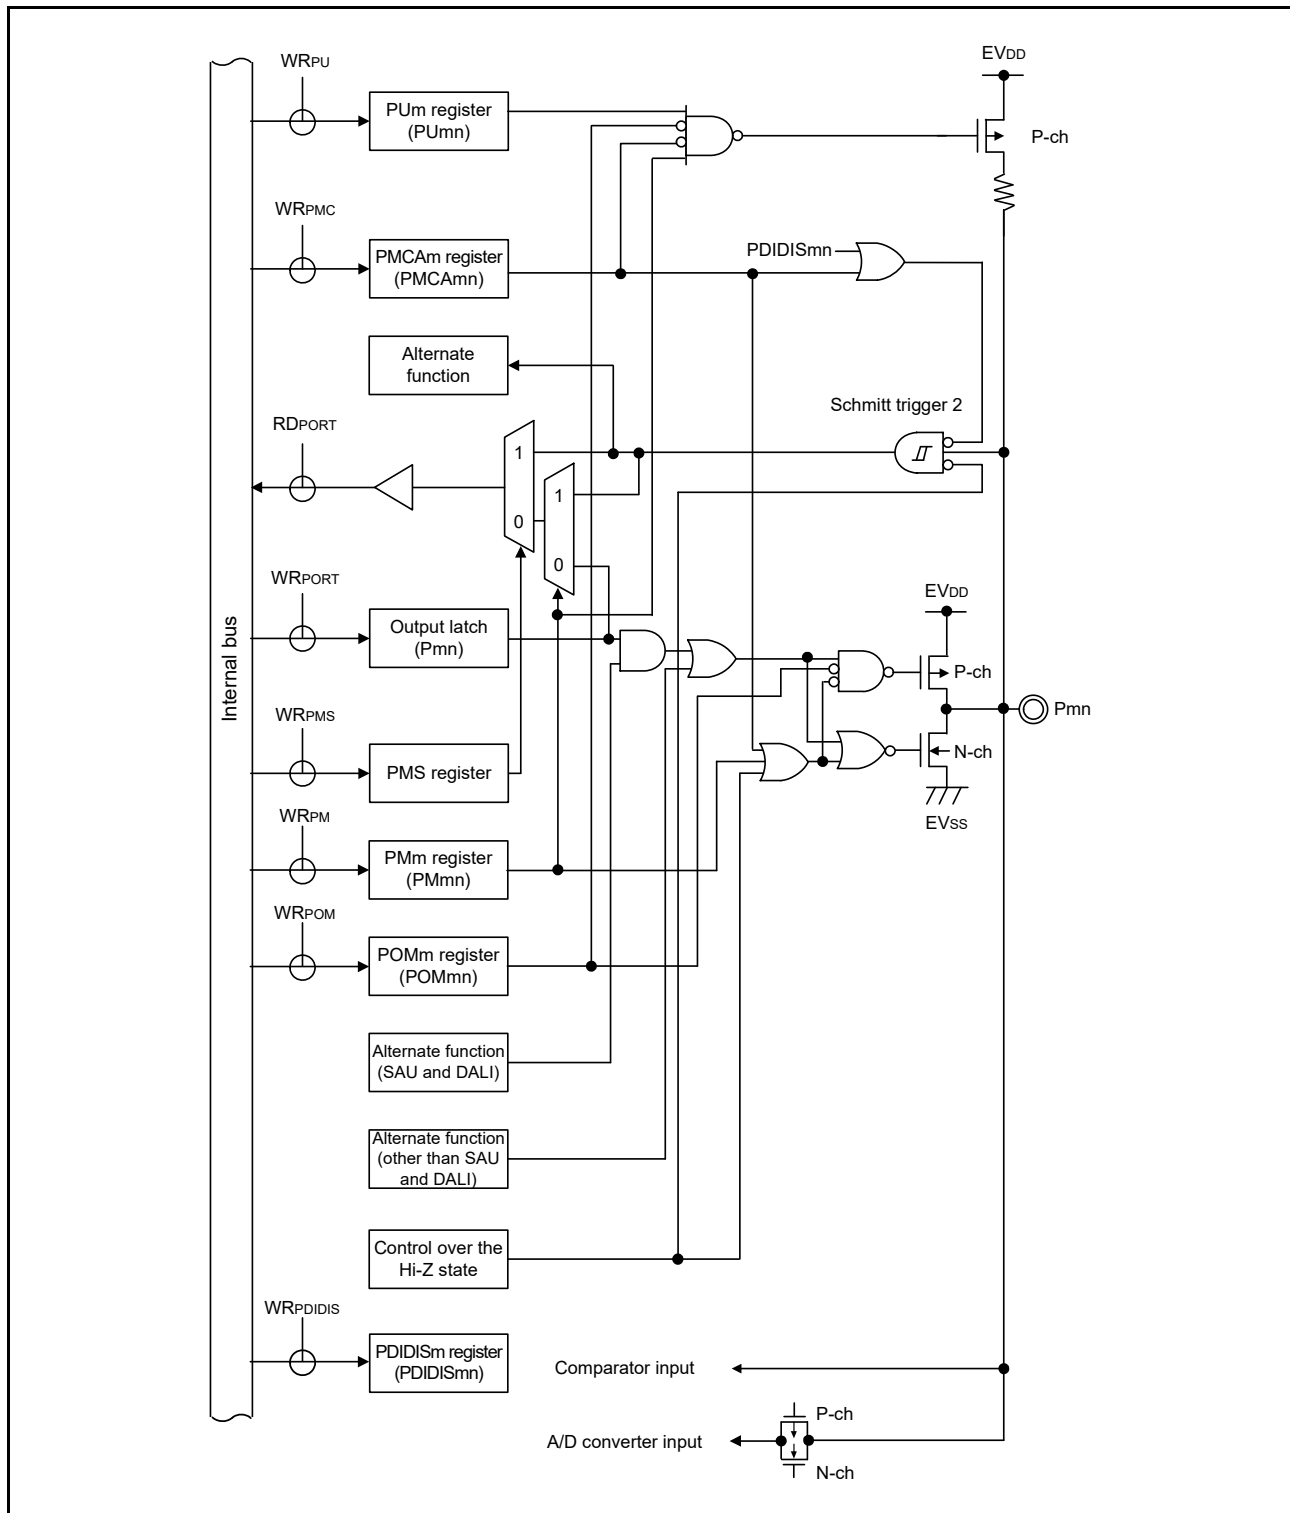 WRPU
PUm register
(PUmn)
EVDD
P-ch
WRPMC
PMCAm register
(PMCAmn)
PDIDISmn
Alternate
function
Schmitt trigger 2
RDPORT
1
1
0
0
WRPORT
Output latch
(Pmn)
EVDD
P-ch
Pmn
Internal bus
WRPMS
PMS register
N-ch
EVSS
WRPM
PMm register
(PMmn)
WRPOM
POMm register
(POMmn)
Alternate function
(SAU and DALI)
Alternate function
(other than SAU
and DALI)
Control over the
Hi-Z state
WRPDIDIS
PDIDISm register
(PDIDISmn)
Comparator input
P-ch
A/D converter input
N-ch